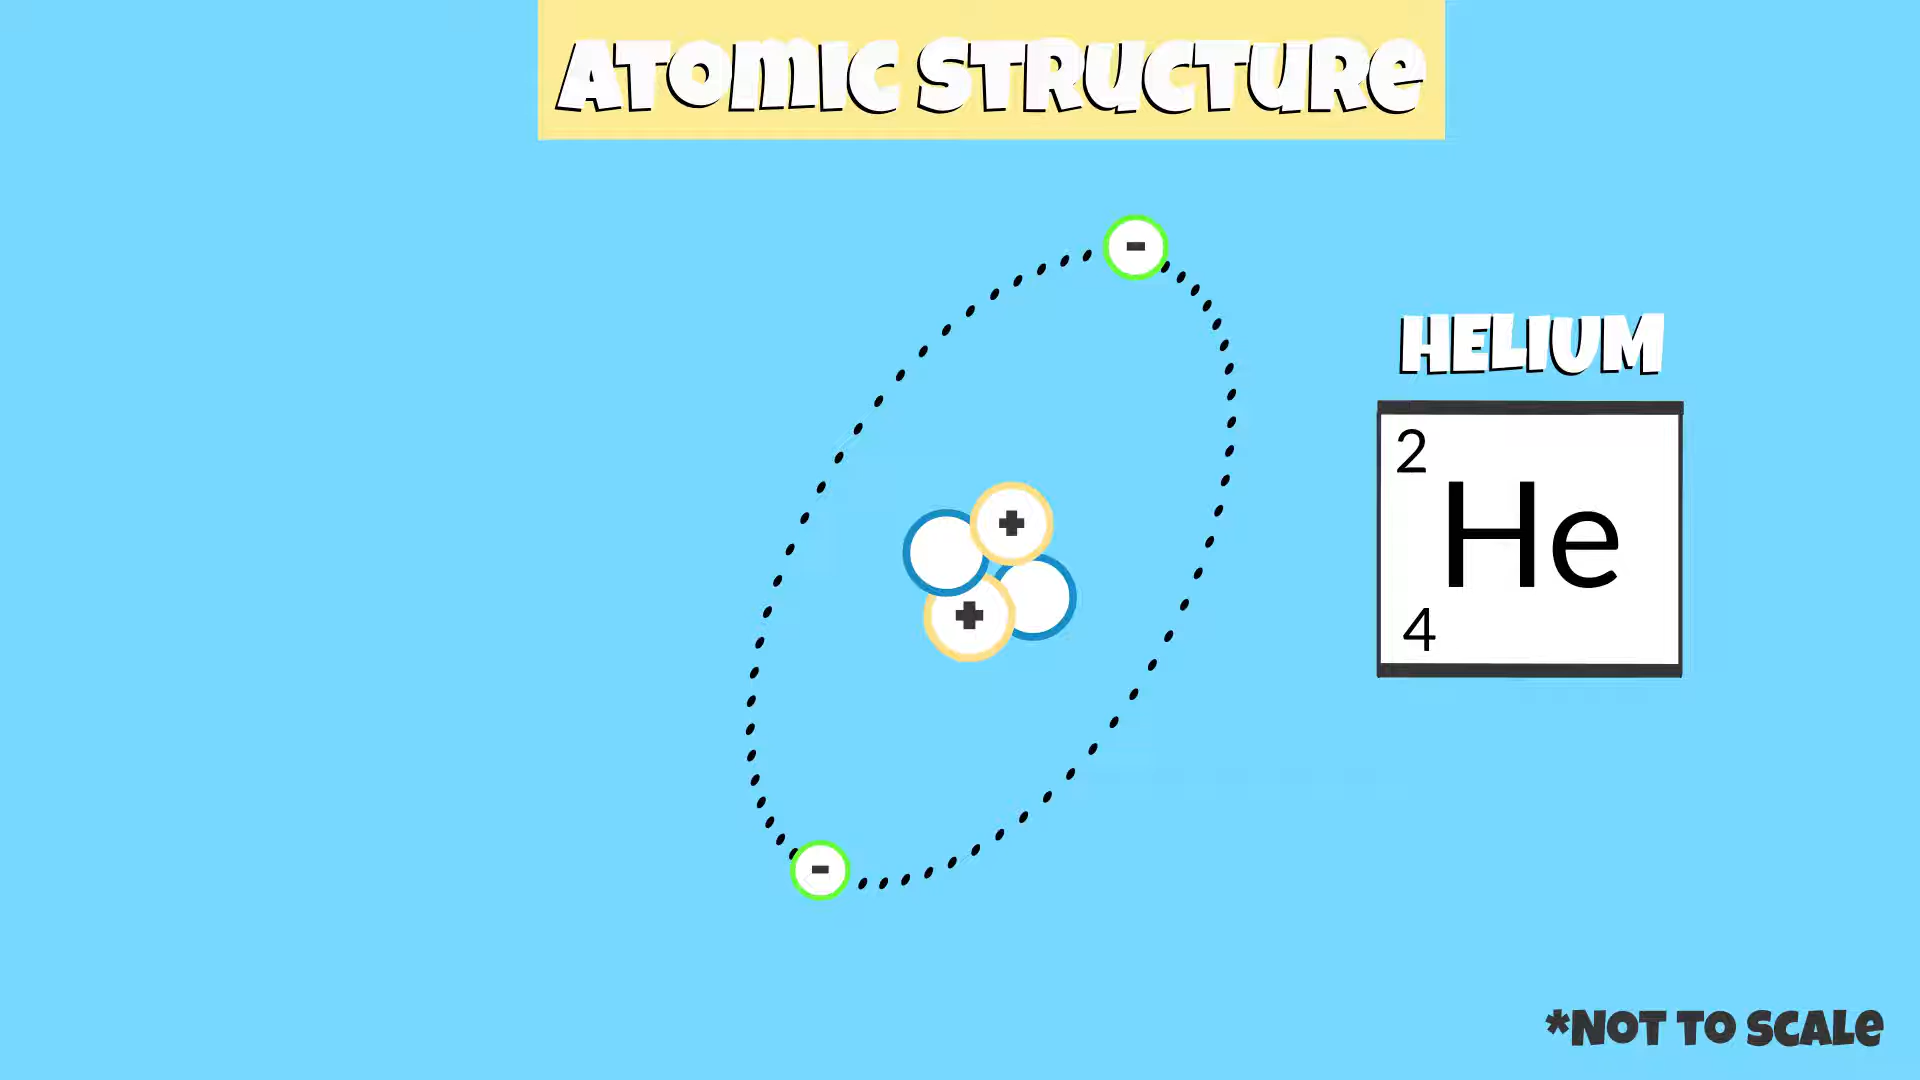 ATOMIC STRUCTURE
-
HELIUM
2
He
4
+
+
-
*NOT TO SCALE